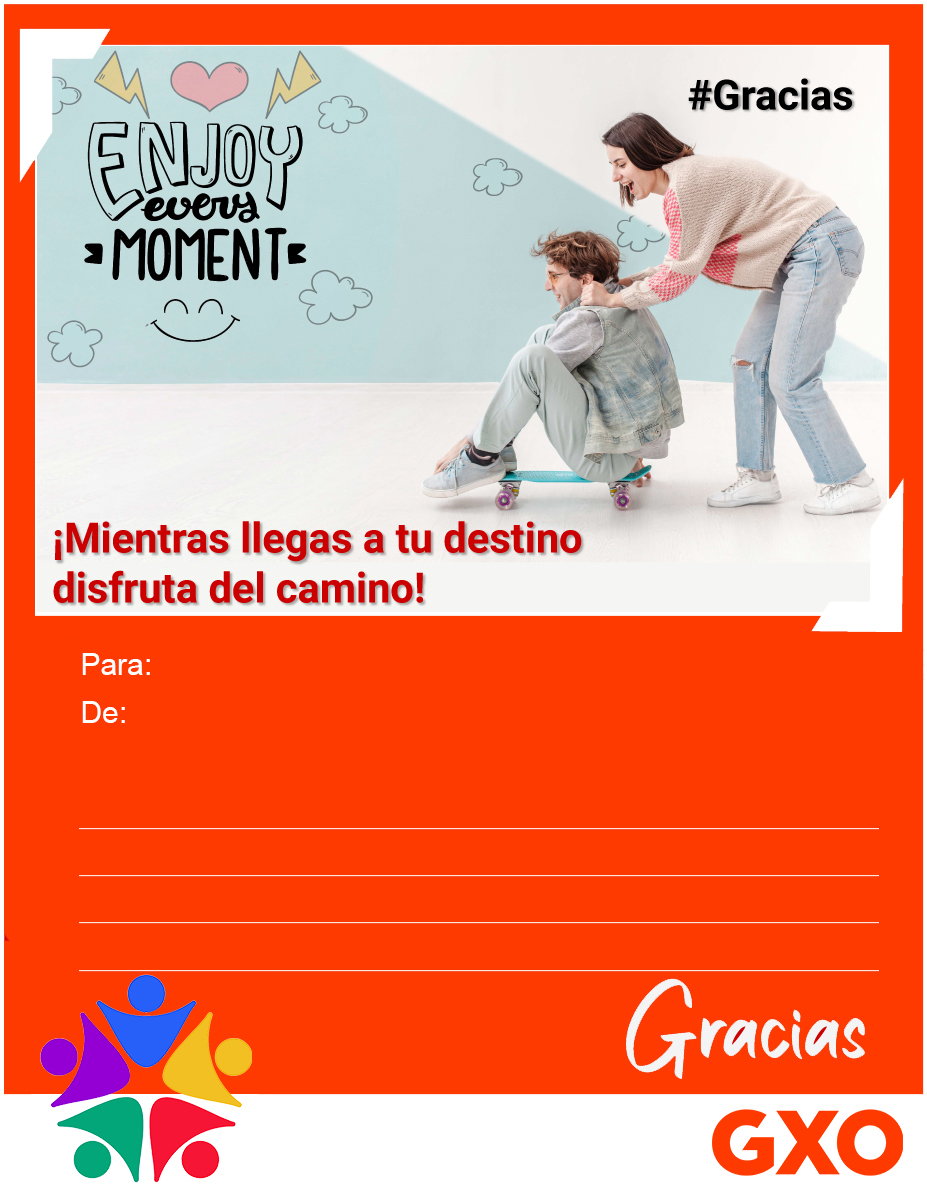 #Gracias
ENJOY
every
MOMENT
¡Mientras llegas a tu destino
disfruta del camino!
Para:
De:
Gracias
GXO